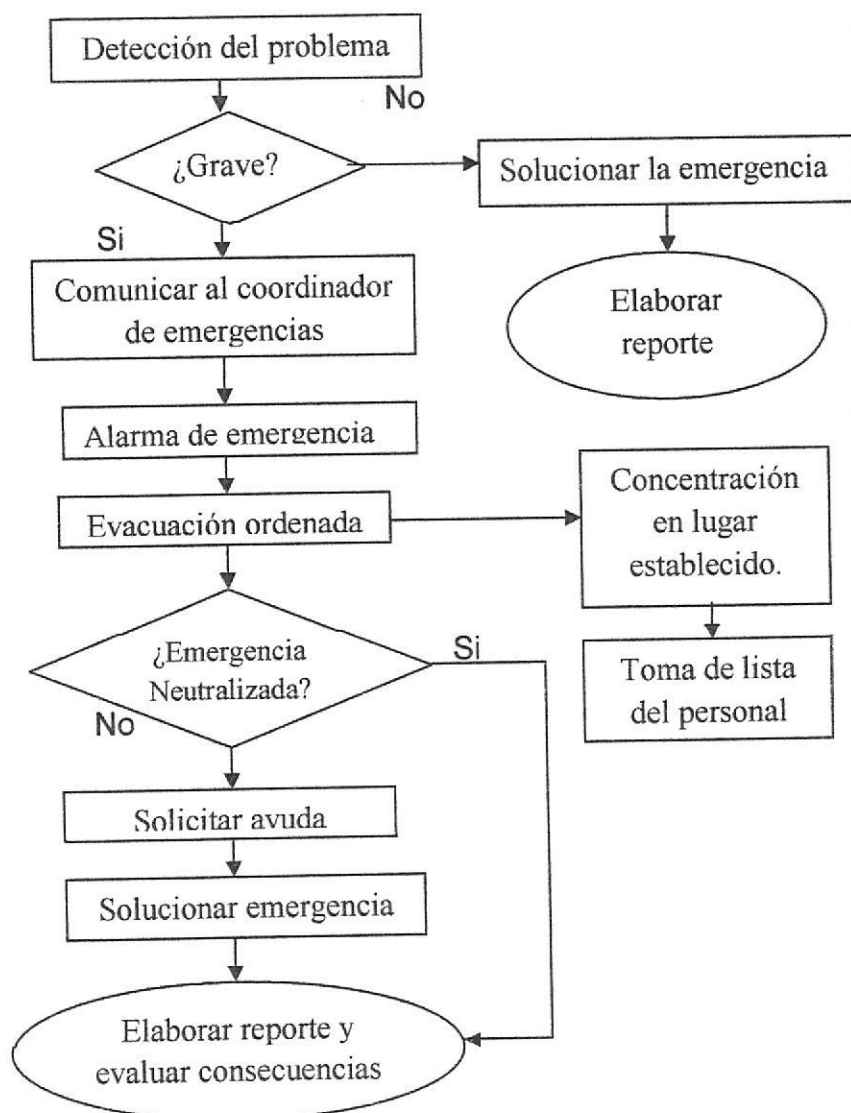 Detección del problema
No
¿Grave?
Solucionar la emergencia
Si
Comunicar al coordinador
de emergencias
Elaborar
reporte
Alarma de emergencia
Evacuación ordenada
Concentración
en lugar
establecido.
¿Emergencia
Neutralizada?
Si
No
Toma de lista
del personal
Solicitar avuda
Solucionar emergencia
Elaborar reporte y
evaluar consecuencias